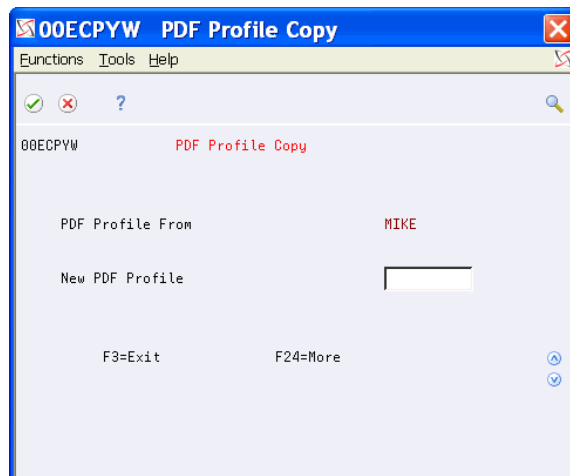 00ECPYW PDF Profile Copy
Functions Tools Help
?
00ECPYW PDF Profile Copy
PDF Profile From MIKE
New PDF Profile
F3=Exit F24=More